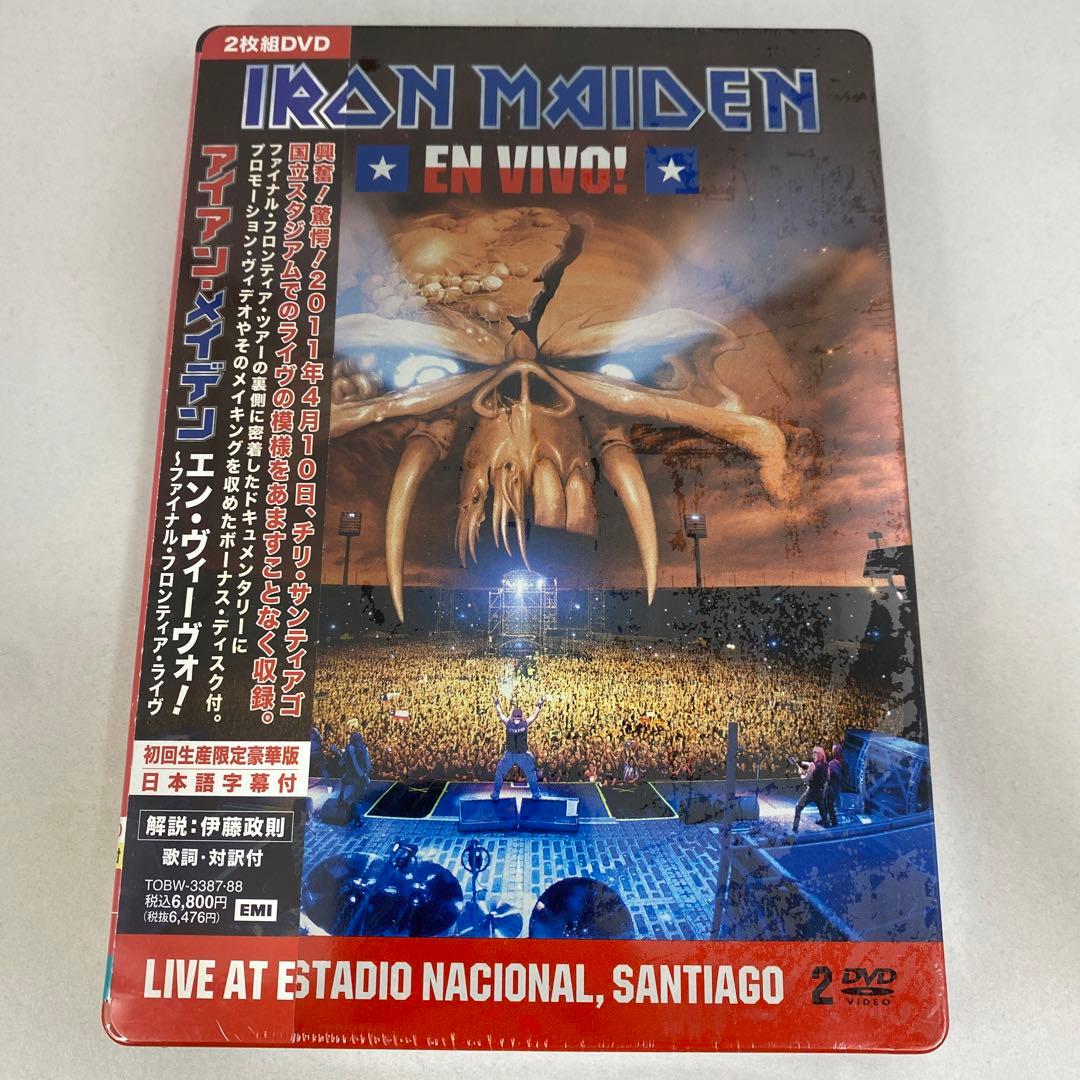 2枚組DVD
IRON MAIDEN
EN VIVO!
興奮!驚愕!2011年4月10日、チリ・サンティアゴ
国立スタジアムでのライヴの模様をあますことなく収録。
ファイナル・フロンティア・ツアーの裏側に密着したドキュメンタリーに
プロモーション・ヴィデオやそのメイキングを収めたボーナス・ディスク付。
アイアン・メイデン エン・ヴィーヴォ!
~ファイナル・フロンティア・ライヴ
初回生産限定豪華版
日本語字幕付
解説:伊藤政則
歌詞・対訳付
TOBW-3387・88
税込6,800円
(税抜6,476円)
EMI
LIVE AT ESTADIO NACIONAL, SANTIAGO
2 DVD
VIDEO